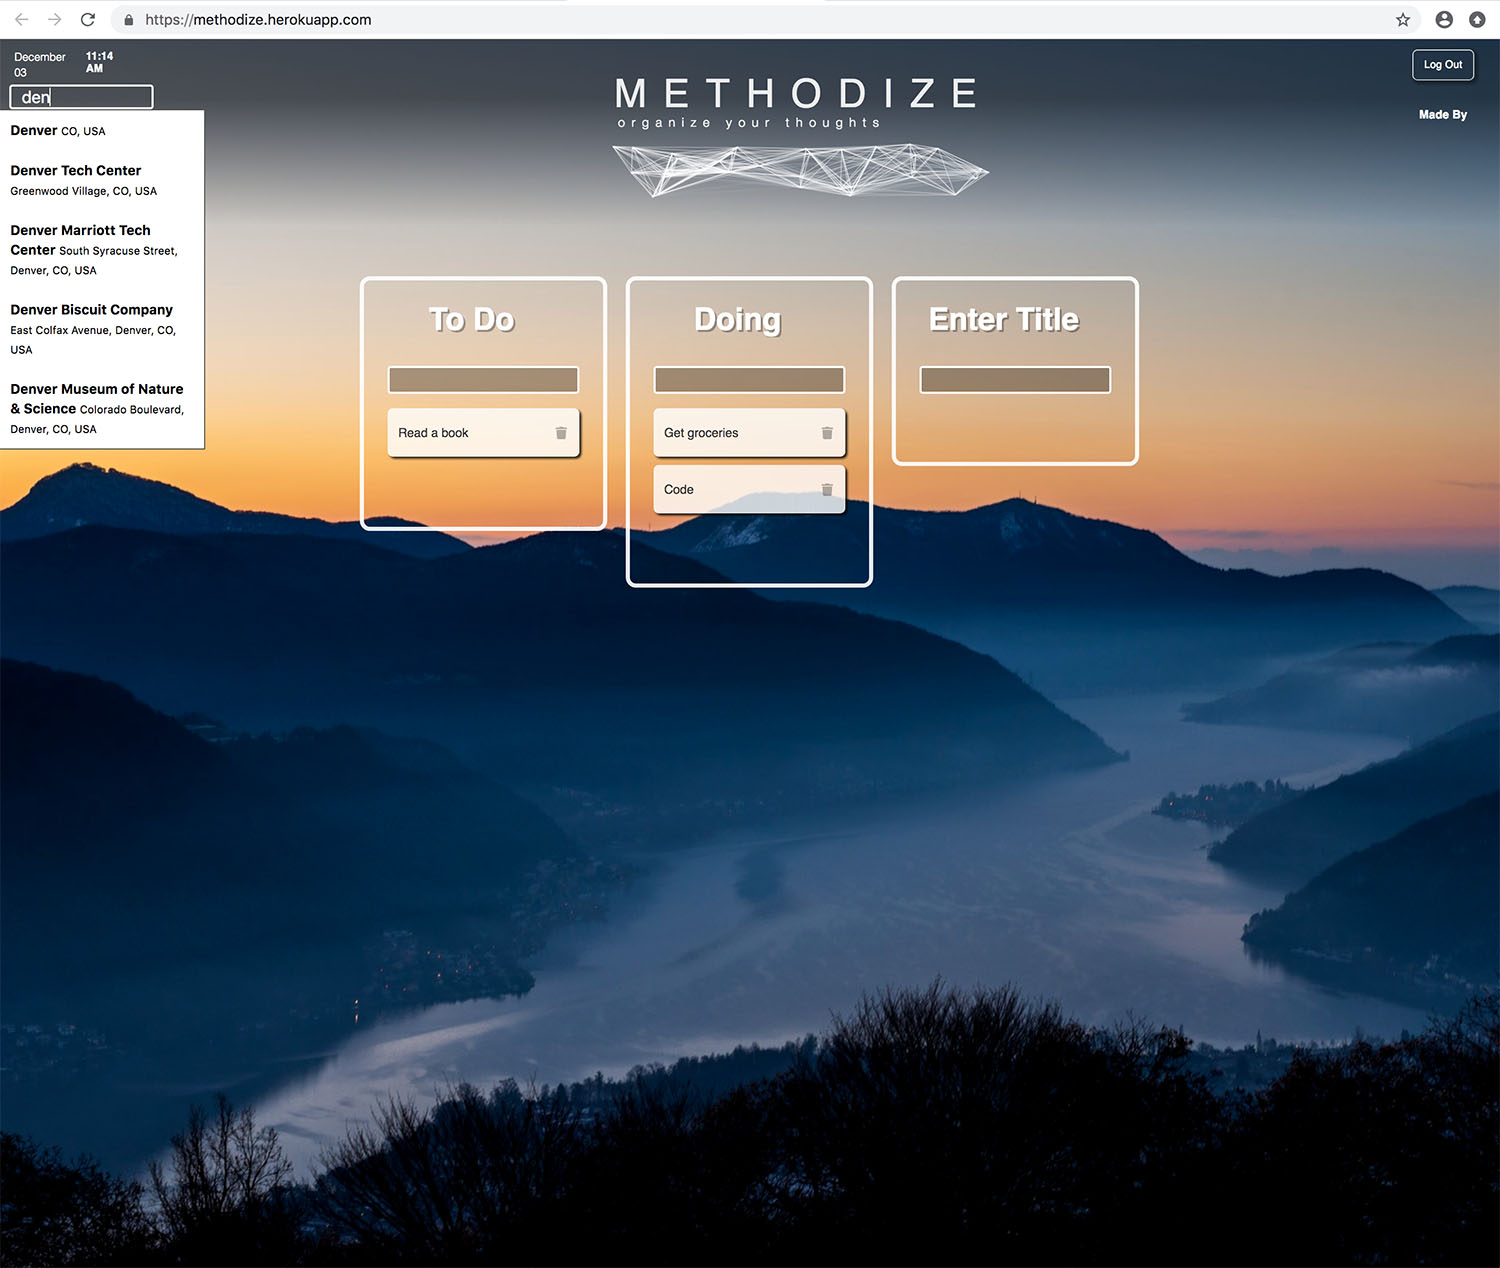 https://methodize.herokuapp.com
December
03
11:14
AM
den
Denver CO, USA
Denver Tech Center
Greenwood Village, CO, USA
Denver Marriott Tech
Center South Syracuse Street,
Denver, CO, USA
Denver Biscuit Company
East Colfax Avenue, Denver, CO,
USA
Denver Museum of Nature
& Science Colorado Boulevard,
Denver, CO, USA
METHODIZE
organize your thoughts
Log Out
Made By
To Do
Read a book
Doing
Get groceries
Code
Enter Title